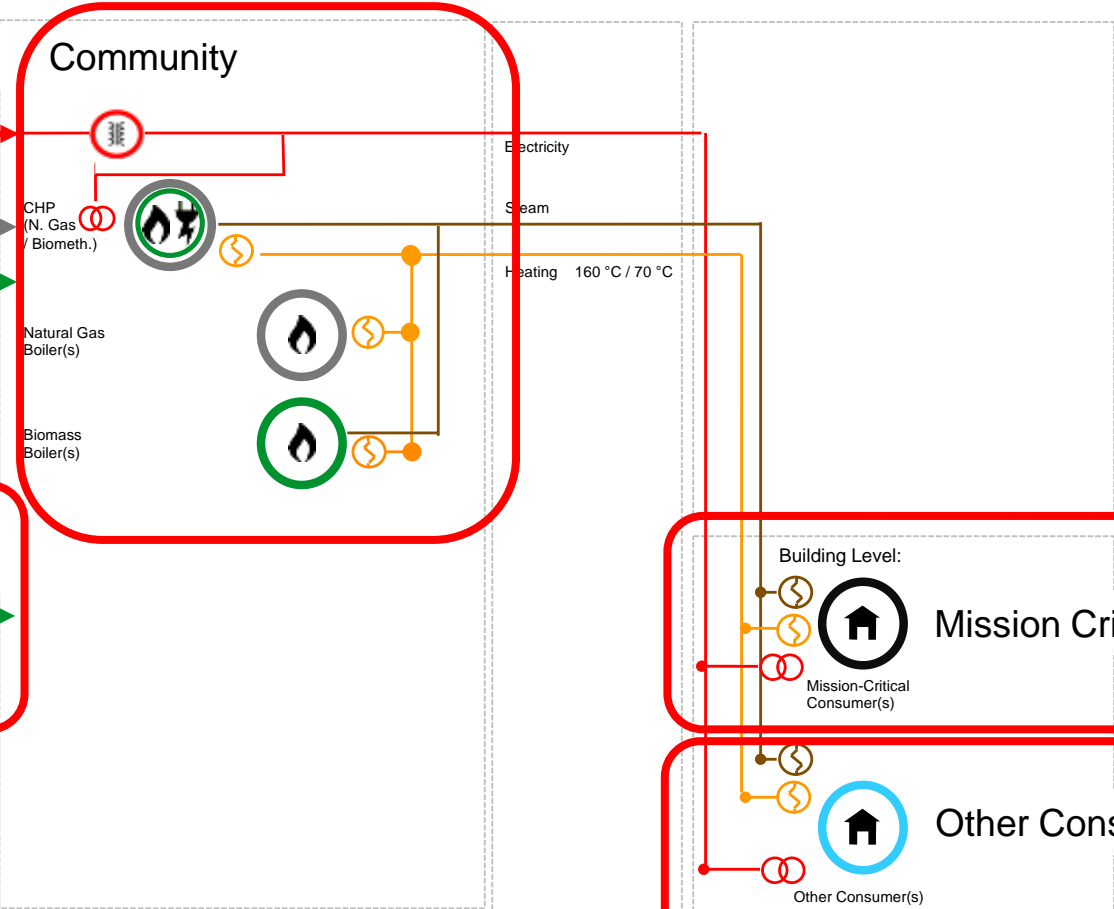 Community
Electricity
CHP
(N. Gas
/ Biometh.)
Steam
Heating 160 °C / 70 °C
Natural Gas
Boiler(s)
Biomass
Boiler(s)
Building Level:
Mission Cri
Mission-Critical
Consumer(s)
Other Cons
Other Consumer(s)